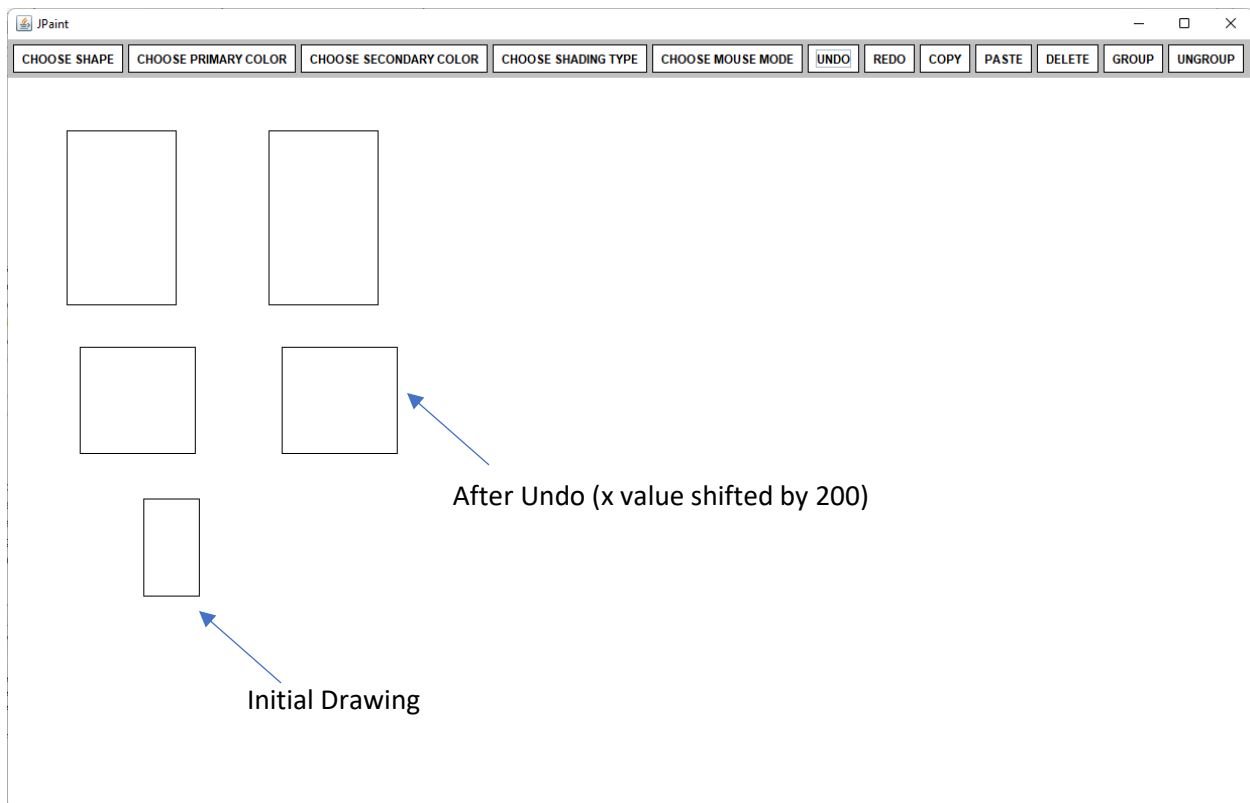 JPaint
CHOOSE SHAPE CHOOSE PRIMARY COLOR CHOOSE SECONDARY COLOR CHOOSE SHADING TYPE CHOOSE MOUSE MODE UNDO REDO COPY PASTE DELETE GROUP UNGROUP
After Undo (x value shifted by 200)
Initial Drawing